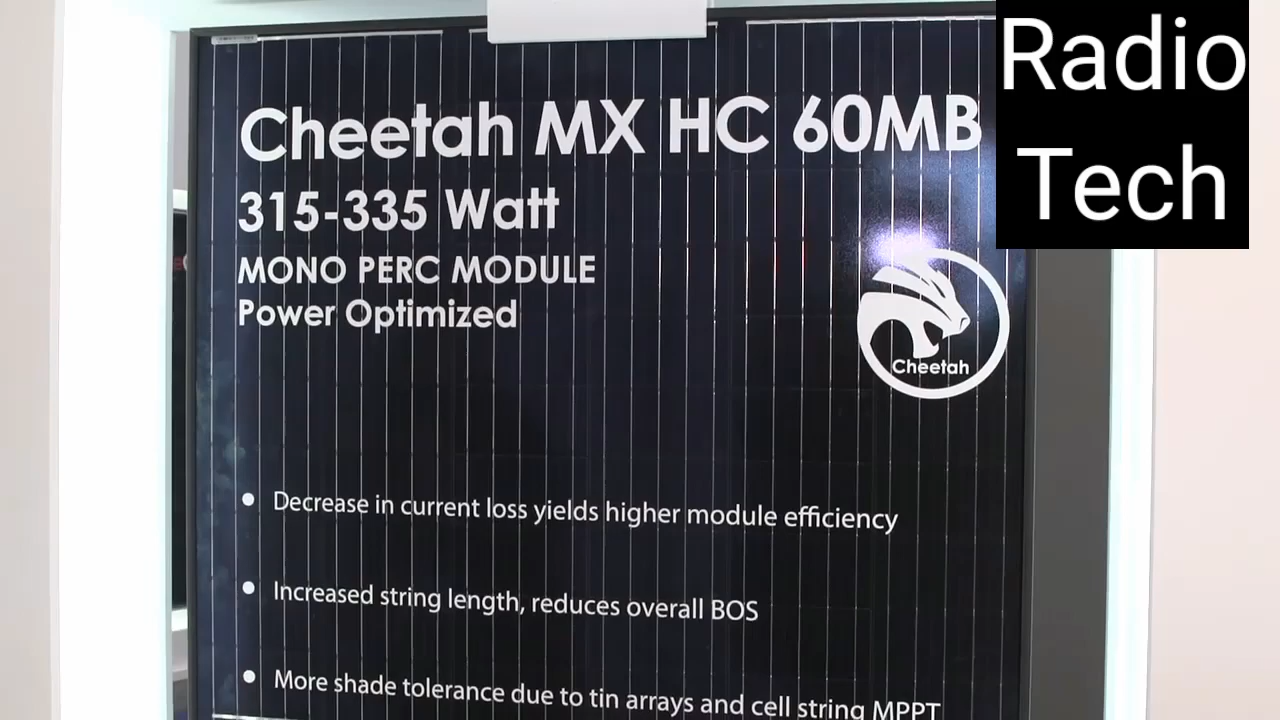 Radio
Tech
Cheetah MX HC 60MB
315-335 Watt
MONO PERC MODULE
Power Optimized
Cheetah
• Decrease in current loss yields higher module efficiency
• Increased string length, reduces overall BOS
• More shade tolerance due to tin arrays and cell string MPPT